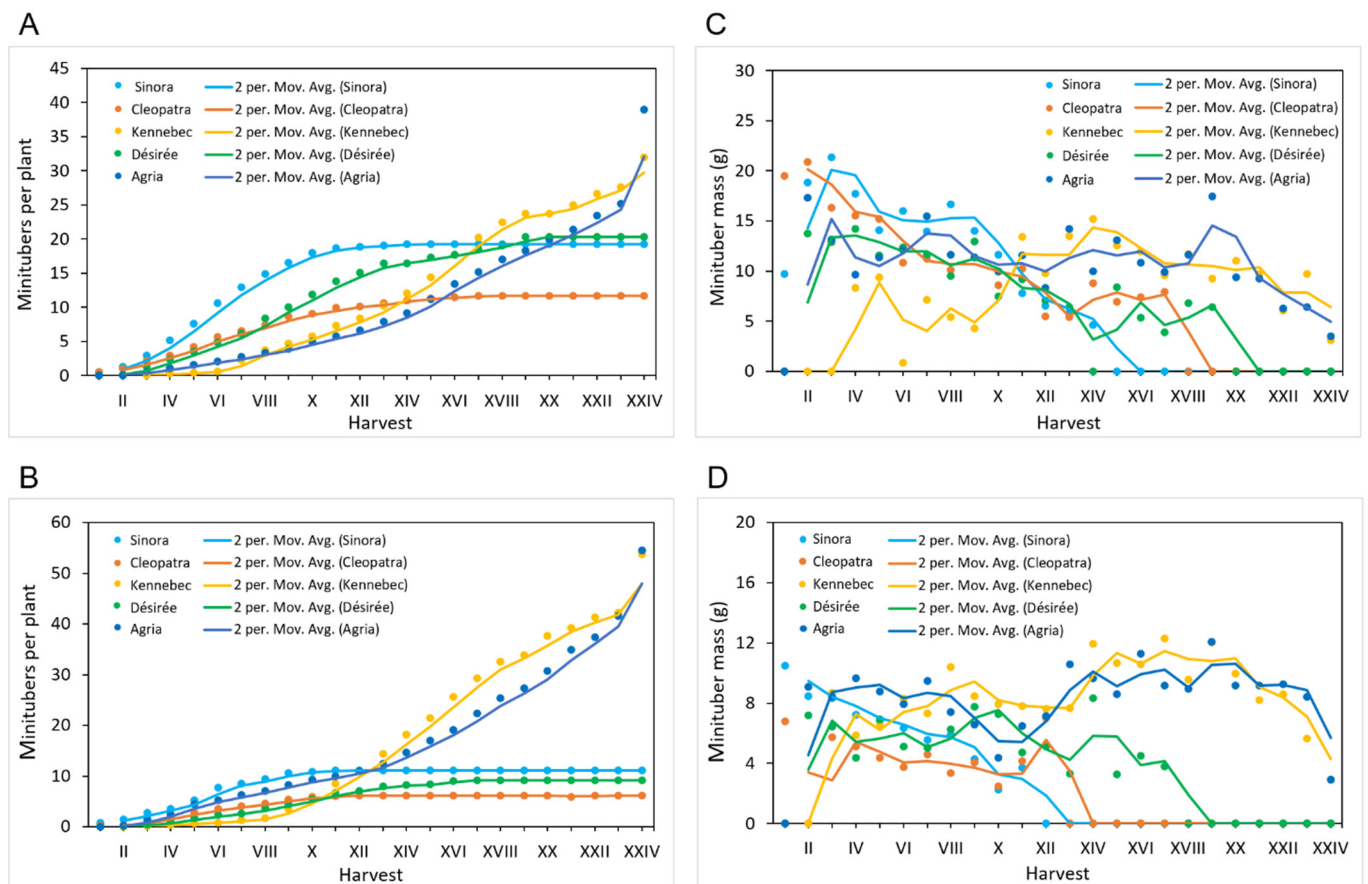 A
45
40
35
30
25
20
15
10
5
0
Minitubers per plant
Sinora
Cleopatra
Kennebec
Désirée
Agria
2 per. Mov. Avg. (Sinora)
2 per. Mov. Avg. (Cleopatra)
2 per. Mov. Avg. (Kennebec)
2 per. Mov. Avg. (Désirée)
2 per. Mov. Avg. (Agria)
II IV VI VIII X XII XIV XVI XVIII XX XXII XXIV
Harvest
C
30
25
20
15
10
5
0
Minituber mass (g)
Sinora
Cleopatra
Kennebec
Désirée
Agria
2 per. Mov. Avg. (Sinora)
2 per. Mov. Avg. (Cleopatra)
2 per. Mov. Avg. (Kennebec)
2 per. Mov. Avg. (Désirée)
2 per. Mov. Avg. (Agria)
II IV VI VIII X XII XIV XVI XVIII XX XXII XXIV
Harvest
B
60
50
40
30
20
10
0
Minitubers per plant
Sinora
Cleopatra
Kennebec
Désirée
Agria
2 per. Mov. Avg. (Sinora)
2 per. Mov. Avg. (Cleopatra)
2 per. Mov. Avg. (Kennebec)
2 per. Mov. Avg. (Désirée)
2 per. Mov. Avg. (Agria)
II IV VI VIII X XII XIV XVI XVIII XX XXII XXIV
Harvest
D
20
16
12
8
4
0
Minituber mass (g)
Sinora
Cleopatra
Kennebec
Désirée
Agria
2 per. Mov. Avg. (Sinora)
2 per. Mov. Avg. (Cleopatra)
2 per. Mov. Avg. (Kennebec)
2 per. Mov. Avg. (Désirée)
2 per. Mov. Avg. (Agria)
II IV VI VIII X XII XIV XVI XVIII XX XXII XXIV
Harvest